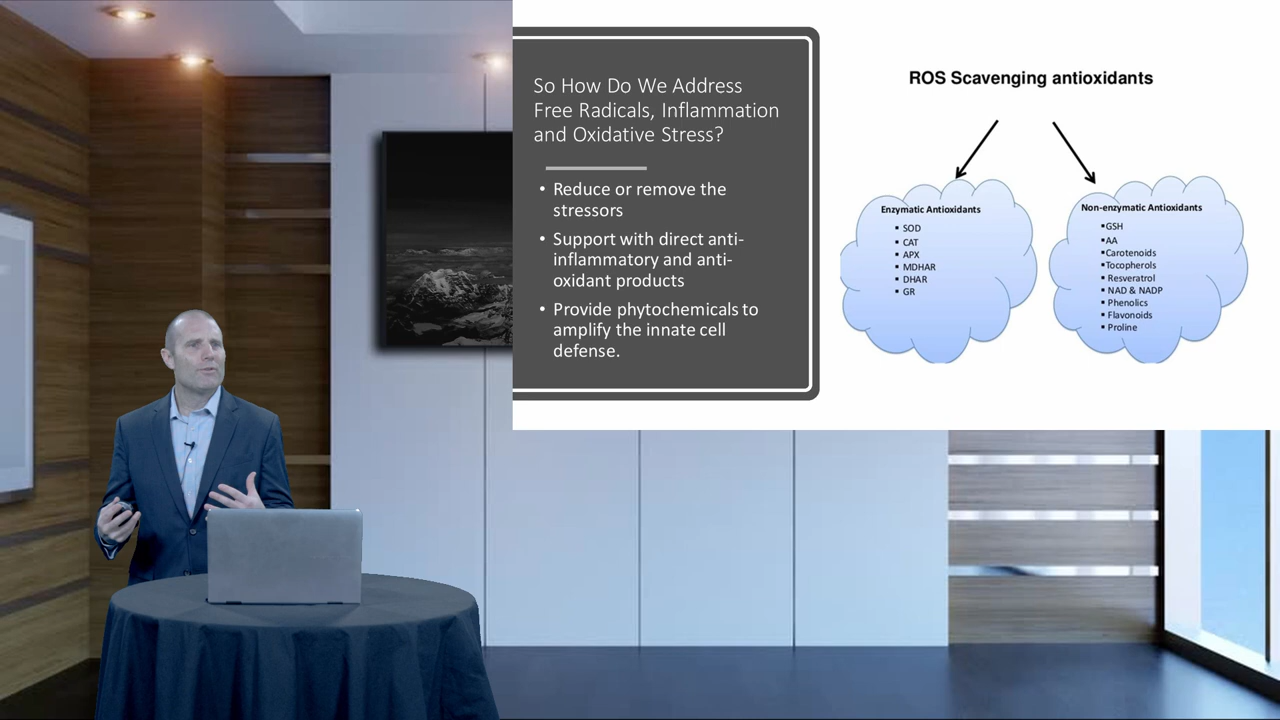 So How Do We Address
Free Radicals, Inflammation
and Oxidative Stress?
• Reduce or remove the
stressors
• Support with direct anti-
inflammatory and anti-
oxidant products
• Provide phytochemicals to
amplify the innate cell
defense.
ROS Scavenging antioxidants
Enzymatic Antioxidants
▪ SOD
▪ CAT
▪ APX
▪ MDHAR
▪ DHAR
▪ GR
Non-enzymatic Antioxidants
▪GSH
▪AA
▪Carotenoids
▪Tocopherols
▪ Resveratrol
▪ NAD & NADP
▪ Phenolics
▪ Flavonoids
▪ Proline